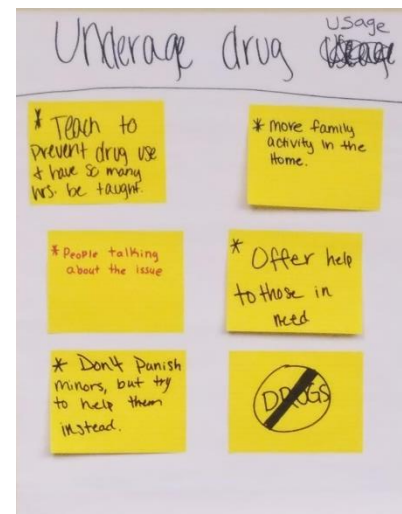 Underage drug Usage
* Teach to
prevent drug use
& have so many
hrs. be taught.
* more family
activity in the
Home.
* People talking
about the issue
* Offer help
to those in
need
* Don't Punish
minors, but try
to help them
instead.
DRUGS